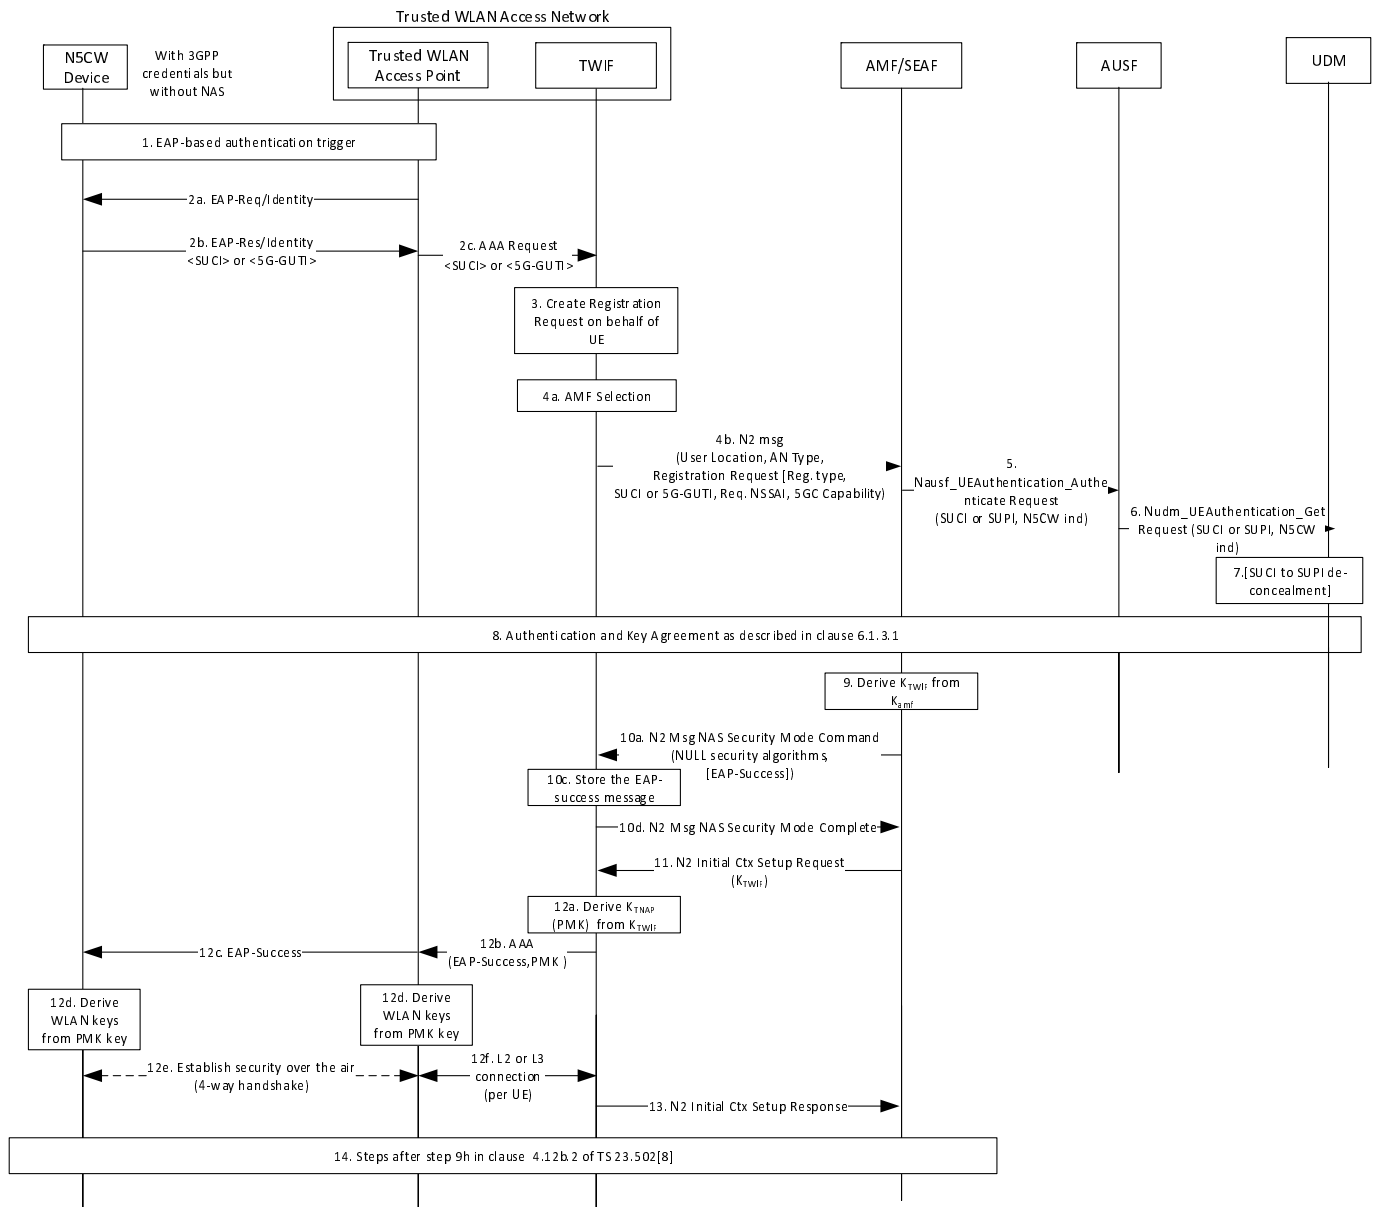 Trusted WLAN Access Network
N5CW
Device
With 3GPP
credentials but
without NAS
Trusted WLAN
Access Point
TWIF
AMF/SEAF
AUSF
UDM
1. EAP-based authentication trigger
2a. EAP-Req/Identity
2b. EAP-Res/Identity
<SUCI> or <5G-GUTI>
2c. AAA Request
<SUCI> or <5G-GUTI>
3. Create Registration
Request on behalf of
UE
4a. AMF Selection
4b. N2 msg
(User Location, AN Type,
Registration Request [Reg. type,
SUCI or 5G-GUTI, Req. NSSAI, 5GC Capability)
5.
Nausf_UEAuthentication_Authe
nticate Request
(SUCI or SUPI, N5CW ind)
6. Nudm_UEAuthentication_Get
Request (SUCI or SUPI, N5CW
ind)
7.[SUCI to SUPI de-
concealment]
8. Authentication and Key Agreement as described in clause 6.1.3.1
9. Derive KTWIF from
Kamf
10a. N2 Msg NAS Security Mode Command
(NULL security algorithms,
[EAP-Success])
10c. Store the EAP-
success message
10d. N2 Msg NAS Security Mode Complete
11. N2 Initial Ctx Setup Request
(KTWIF)
12a. Derive KTNAP
(PMK) from KTWIF
12b. AAA
(EAP-Success,PMK )
12c. EAP-Success
12d. Derive
WLAN keys
from PMK key
12d. Derive
WLAN keys
from PMK key
12e. Establish security over the air
(4-way handshake)
12f. L2 or L3
connection
(per UE)
13. N2 Initial Ctx Setup Response
14. Steps after step 9h in clause 4.12b.2 of TS 23.502[8]